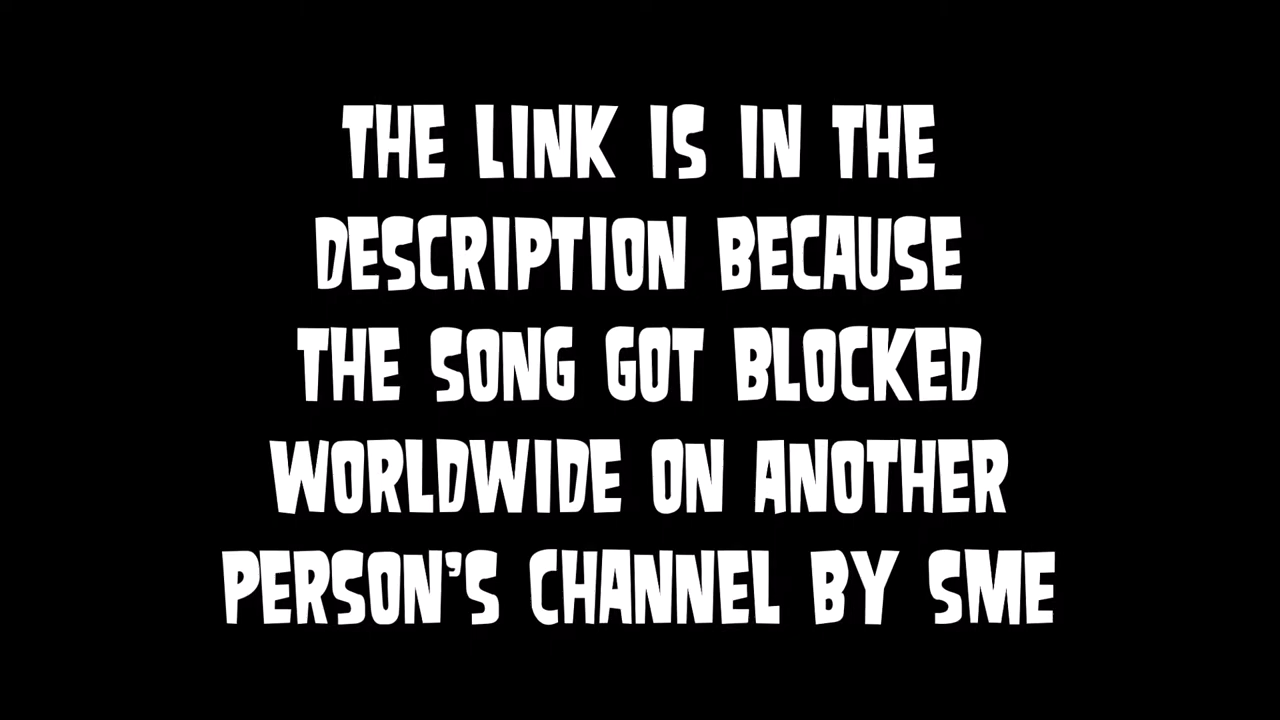 THE LINK IS IN THE
DESCRIPTION BECAUSE
THE SONG GOT BLOCKED
WORLDWIDE ON ANOTHER
PERSON'S CHANNEL BY SME